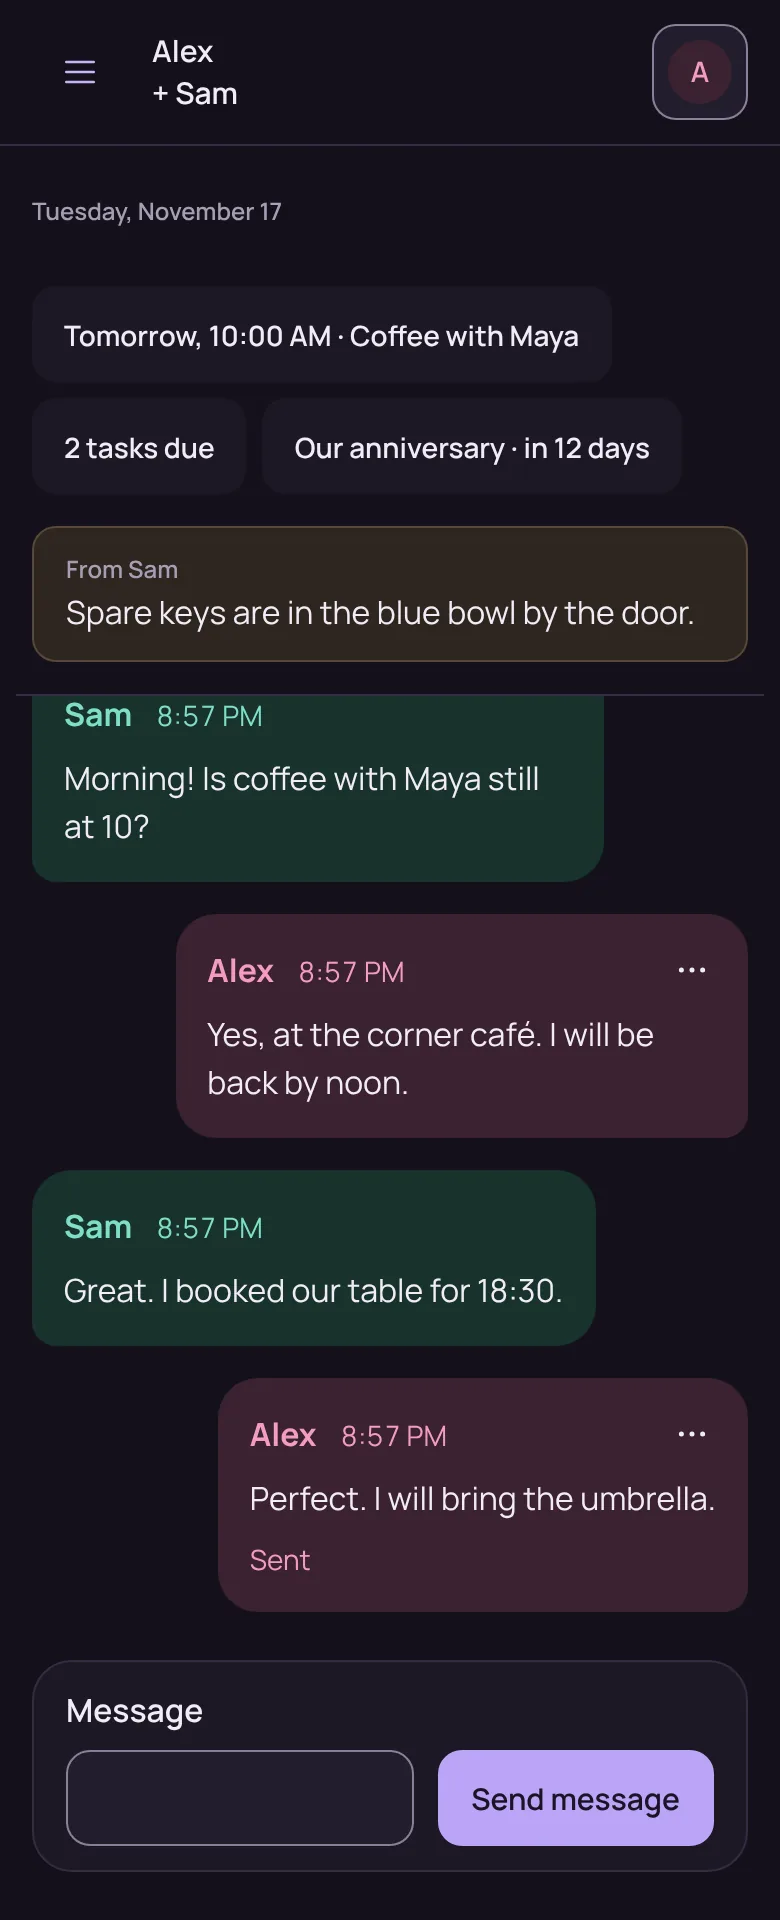 Alex
+ Sam
A
Tuesday, November 17
Tomorrow, 10:00 AM · Coffee with Maya
2 tasks due
Our anniversary · in 12 days
From Sam
Spare keys are in the blue bowl by the door.
Sam 8:57 PM
Morning! Is coffee with Maya still
at 10?
Alex 8:57 PM
Yes, at the corner café. I will be
back by noon.
Sam 8:57 PM
Great. I booked our table for 18:30.
Alex 8:57 PM
Perfect. I will bring the umbrella.
Sent
Message
Send message